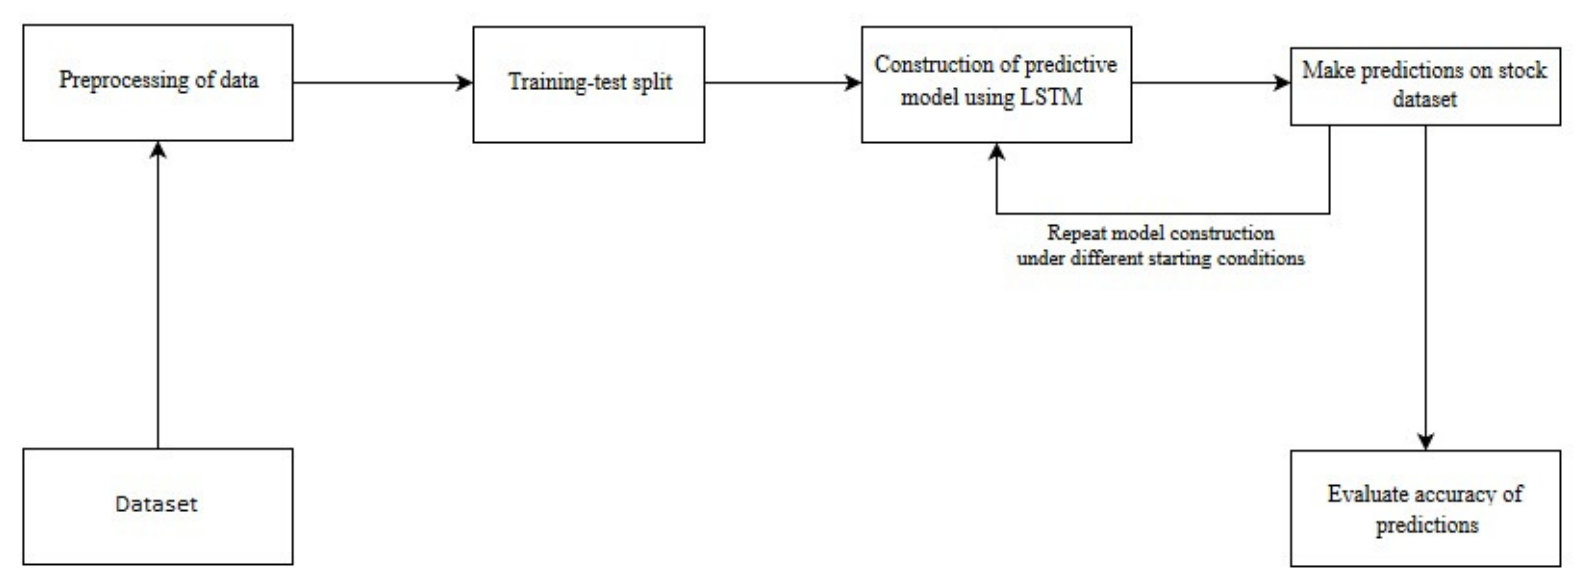 Preprocessing of data
Training-test split
Construction of predictive
model using LSTM
Make predictions on stock
dataset
Repeat model construction
under different starting conditions
Dataset
Evaluate accuracy of
predictions